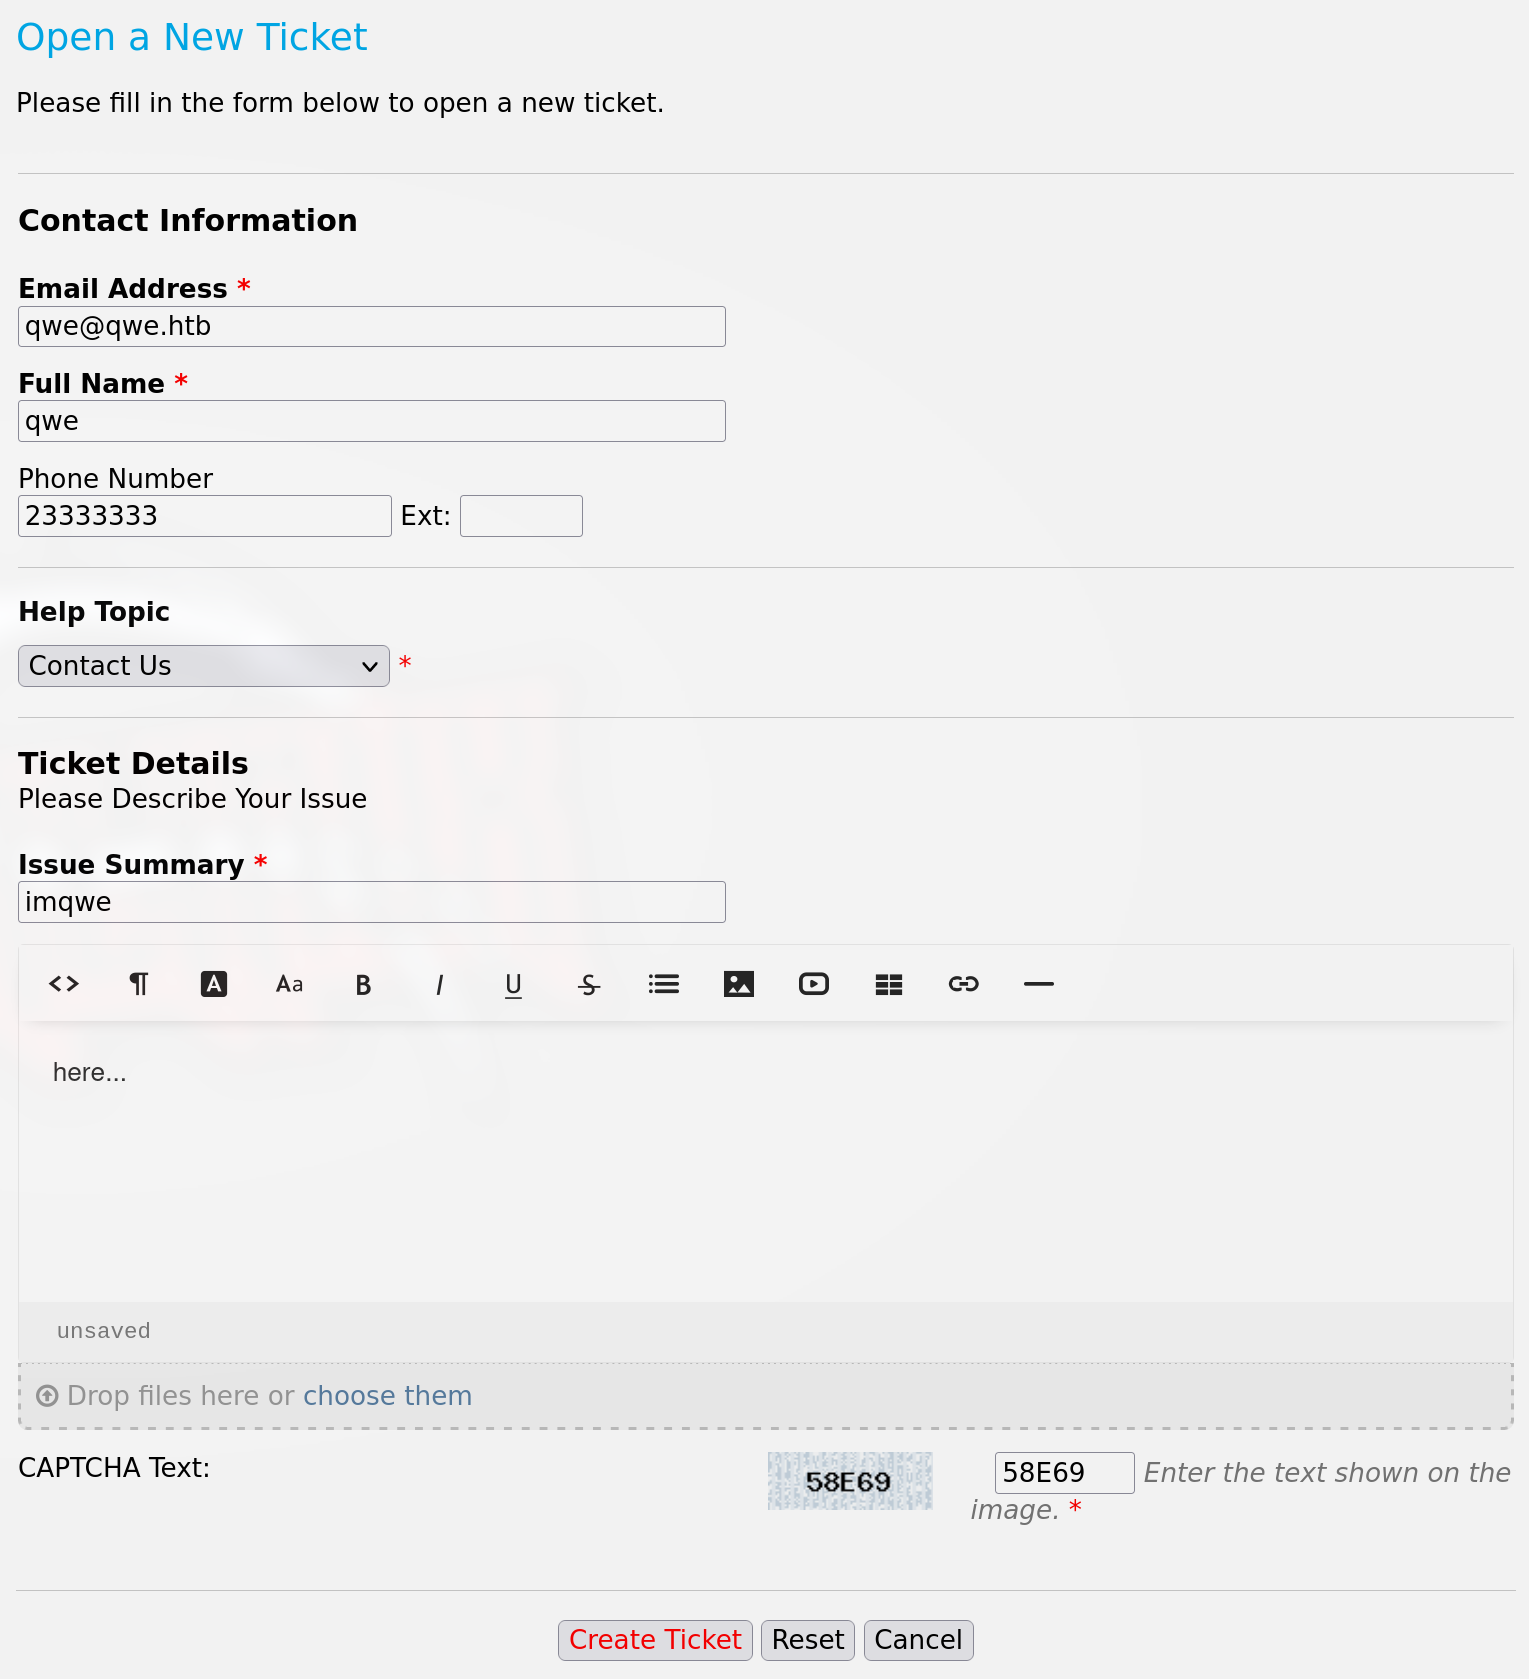 Open a New Ticket
Please fill in the form below to open a new ticket.
Contact Information
Email Address *
qwe@qwe.htb
Full Name *
qwe
Phone Number
23333333 Ext:
Help Topic
Contact Us *
Ticket Details
Please Describe Your Issue
Issue Summary *
imqwe
<> ¶ A Aa B I U S
here...
unsaved
Drop files here or choose them
CAPTCHA Text: 58E69 58E69 Enter the text shown on the
image. *
Create Ticket Reset Cancel